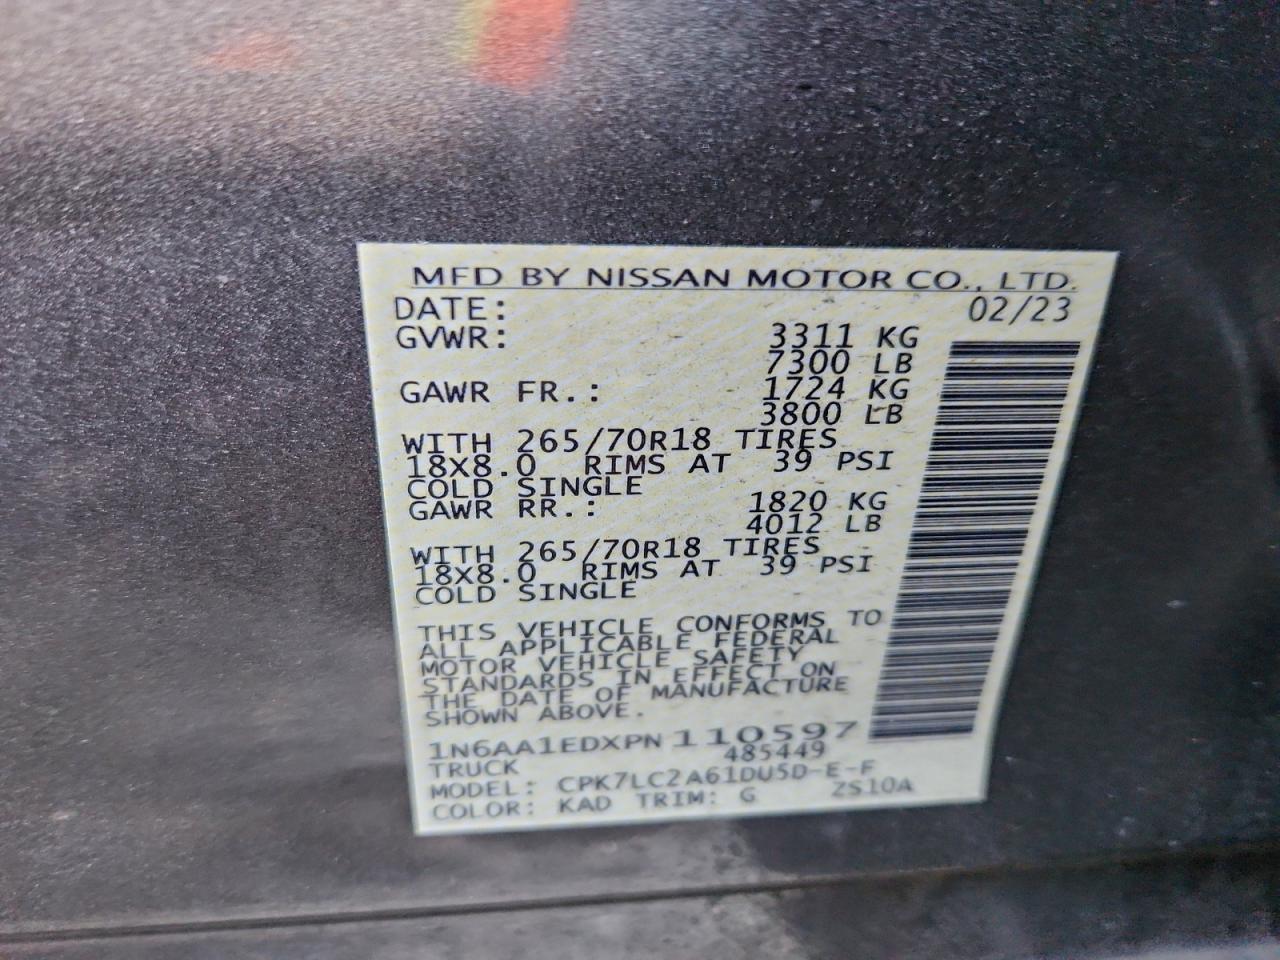 MFD BY NISSAN MOTOR CO., LTD.
DATE: 02/23
GVWR: 3311 KG
7300 LB
GAWR FR.: 1724 KG
3800 LB
WITH 265/70R18 TIRES
18X8.0 RIMS AT 39 PSI
COLD SINGLE
GAWR RR.: 1820 KG
4012 LB
WITH 265/70R18 TIRES
18X8.0 RIMS AT 39 PSI
COLD SINGLE
THIS VEHICLE CONFORMS TO
ALL APPLICABLE FEDERAL
MOTOR VEHICLE SAFETY
STANDARDS IN EFFECT ON
THE DATE OF MANUFACTURE
SHOWN ABOVE.
1N6AA1EDXPN110597
TRUCK 485449
MODEL: CPK7LC2A61DU5D-E-F
COLOR: KAD TRIM: G ZS10A